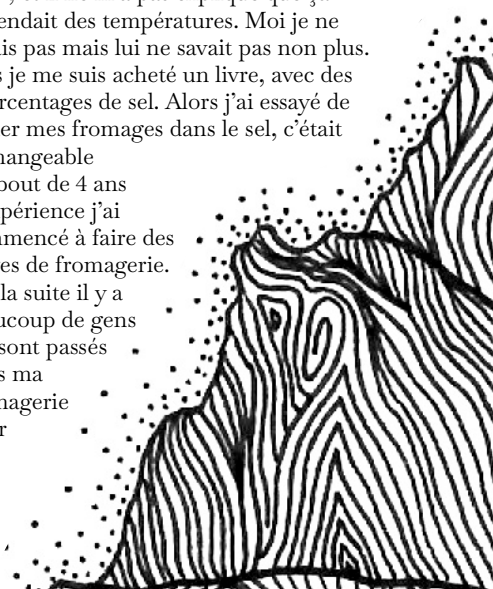 endait des températures. Moi je ne
is pas mais lui ne savait pas non plus.
s je me suis acheté un livre, avec des
rcentages de sel. Alors j'ai essayé de
er mes fromages dans le sel, c'était
nangeable
bout de 4 ans
périence j'ai
mmencé à faire des
es de fromagerie.
la suite il y a
ucoup de gens
sont passés
s ma
magerie
r